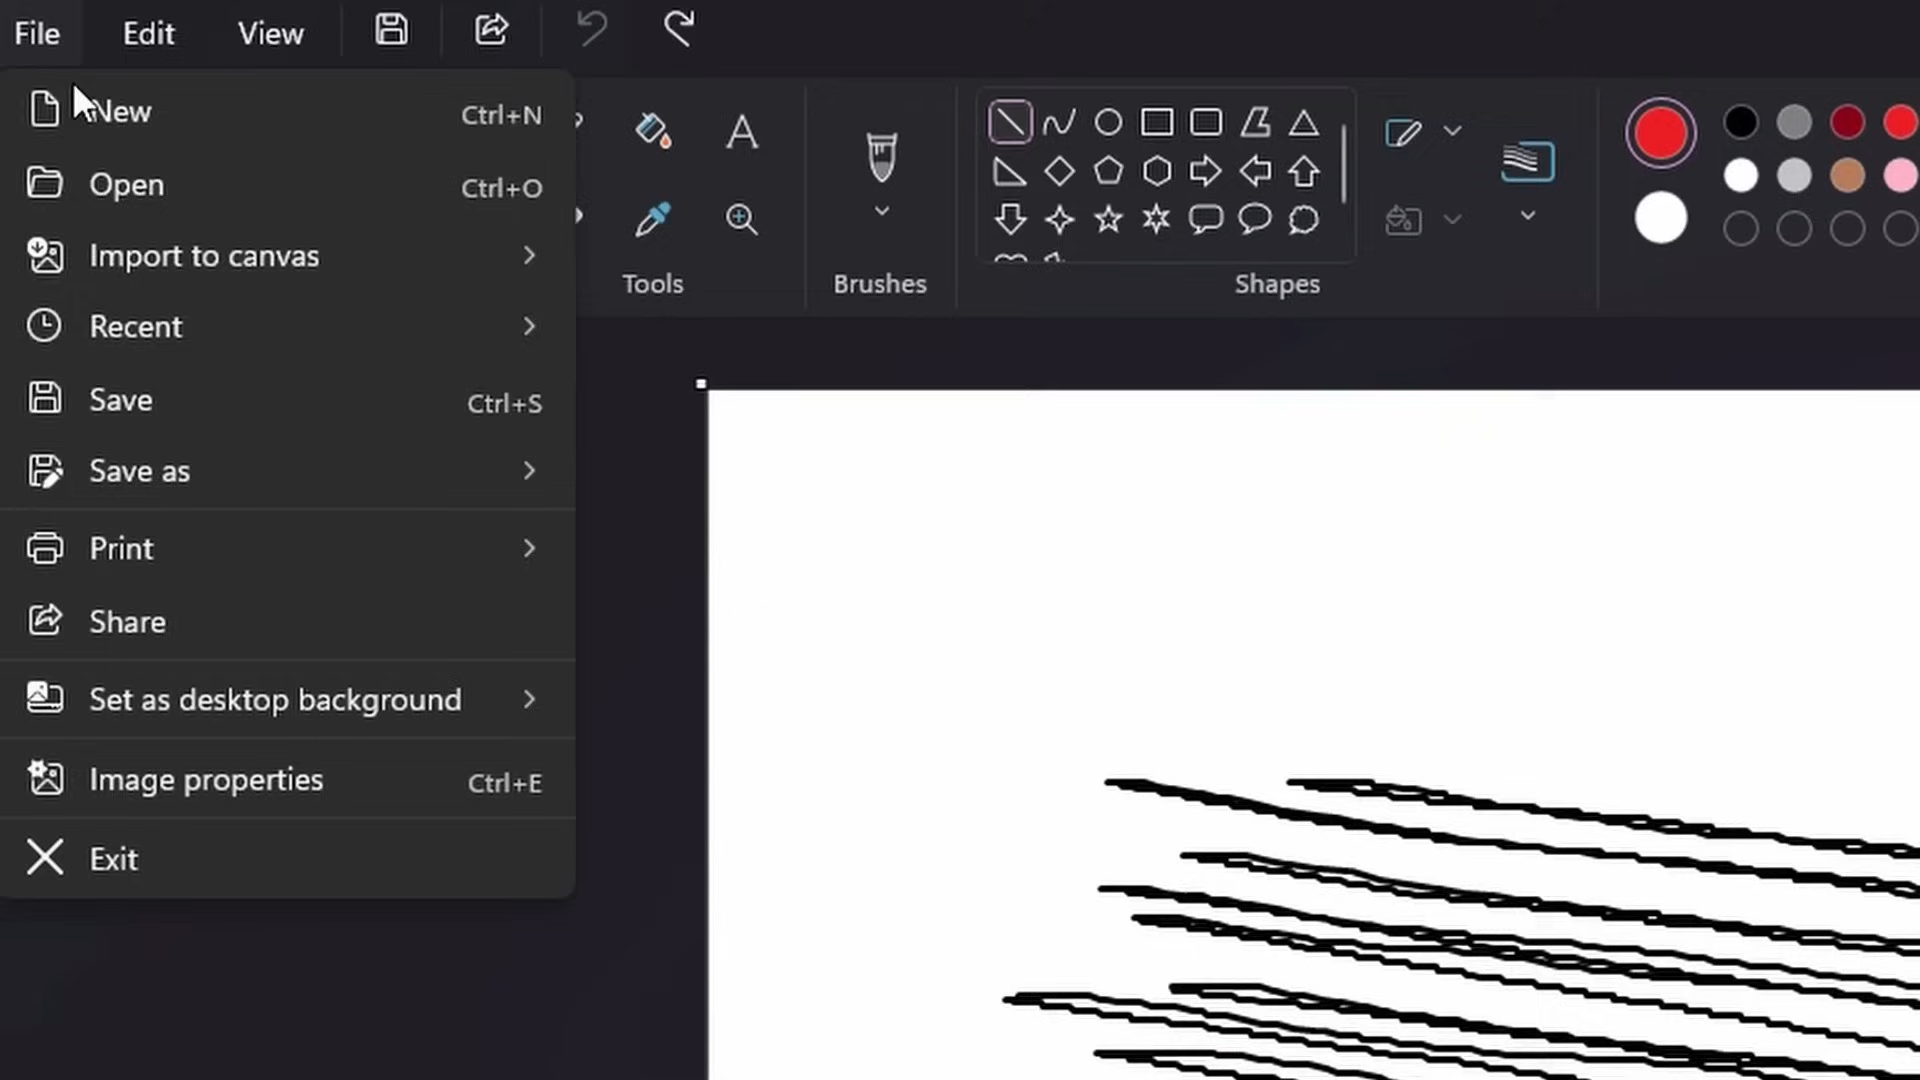 File Edit View
New Ctrl+N
Open Ctrl+O
Import to canvas
Recent
Save Ctrl+S
Save as
Print
Share
Set as desktop background
Image properties Ctrl+E
Exit
A
Tools
Brushes
Shapes